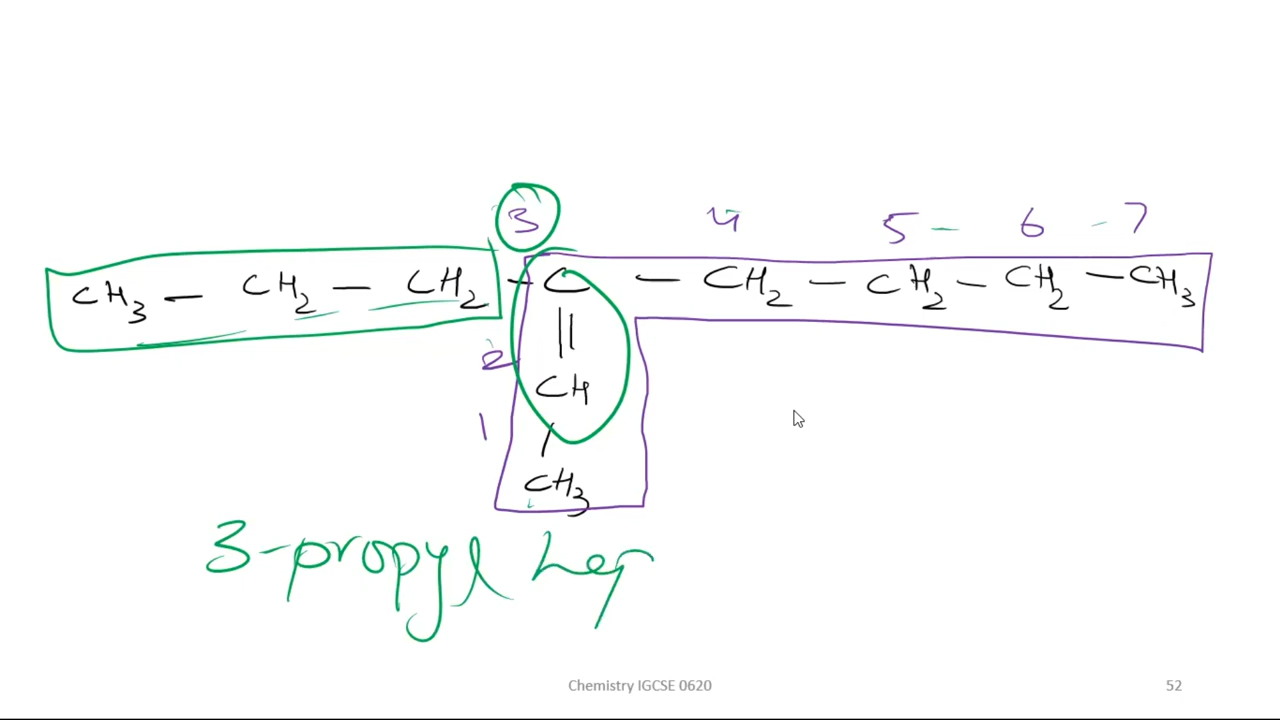 3 4 5 - 6 - 7
CH3 - CH2 - CH2 - C - CH2 - CH2 - CH2 - CH3
||
2 CH
1 /
CH3
3-propyl hep
Chemistry IGCSE 0620 52